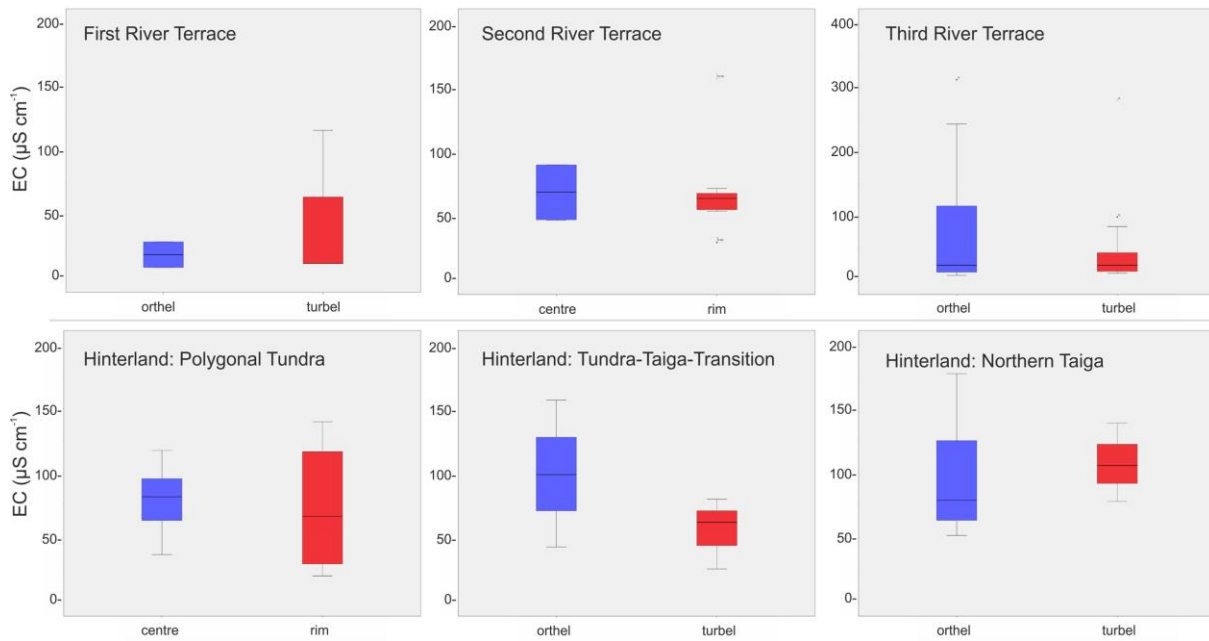 EC (µS cm⁻¹)
200-
150-
100-
50-
0-
First River Terrace
orthel turbel
200-
150-
100-
50-
0-
Second River Terrace
centre rim
400-
300-
200-
100-
0-
Third River Terrace
orthel turbel
EC (µS cm⁻¹)
200-
150-
100-
50-
0-
Hinterland: Polygonal Tundra
centre rim
200-
150-
100-
50-
0-
Hinterland: Tundra-Taiga-Transition
orthel turbel
200-
150-
100-
50-
0-
Hinterland: Northern Taiga
orthel turbel